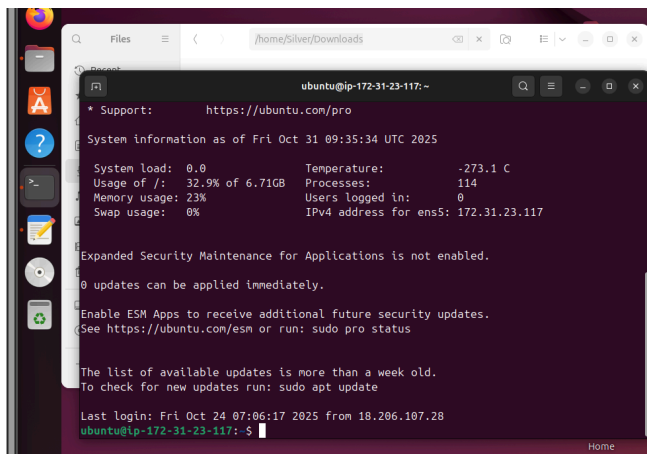 Files
/home/Silver/Downloads
ubuntu@ip-172-31-23-117: ~
* Support: https://ubuntu.com/pro
System information as of Fri Oct 31 09:35:34 UTC 2025
System load: 0.0 Temperature: -273.1 C
Usage of /: 32.9% of 6.71GB Processes: 114
Memory usage: 23% Users logged in: 0
Swap usage: 0% IPv4 address for ens5: 172.31.23.117
Expanded Security Maintenance for Applications is not enabled.
0 updates can be applied immediately.
Enable ESM Apps to receive additional future security updates.
See https://ubuntu.com/esm or run: sudo pro status
The list of available updates is more than a week old.
To check for new updates run: sudo apt update
Last login: Fri Oct 24 07:06:17 2025 from 18.206.107.28
ubuntu@ip-172-31-23-117:~$
Home